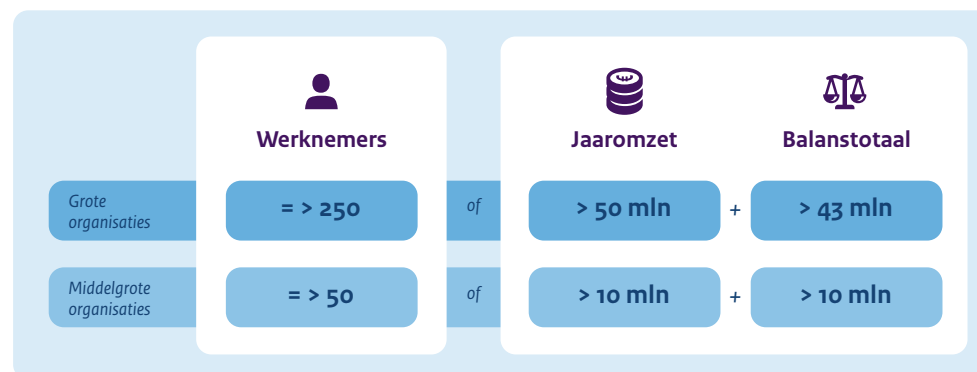 Werknemers
Jaaromzet
Balanstotaal
Grote
organisaties
= > 250
of
> 50 mln
+
> 43 mln
Middelgrote
organisaties
= > 50
of
> 10 mln
+
> 10 mln